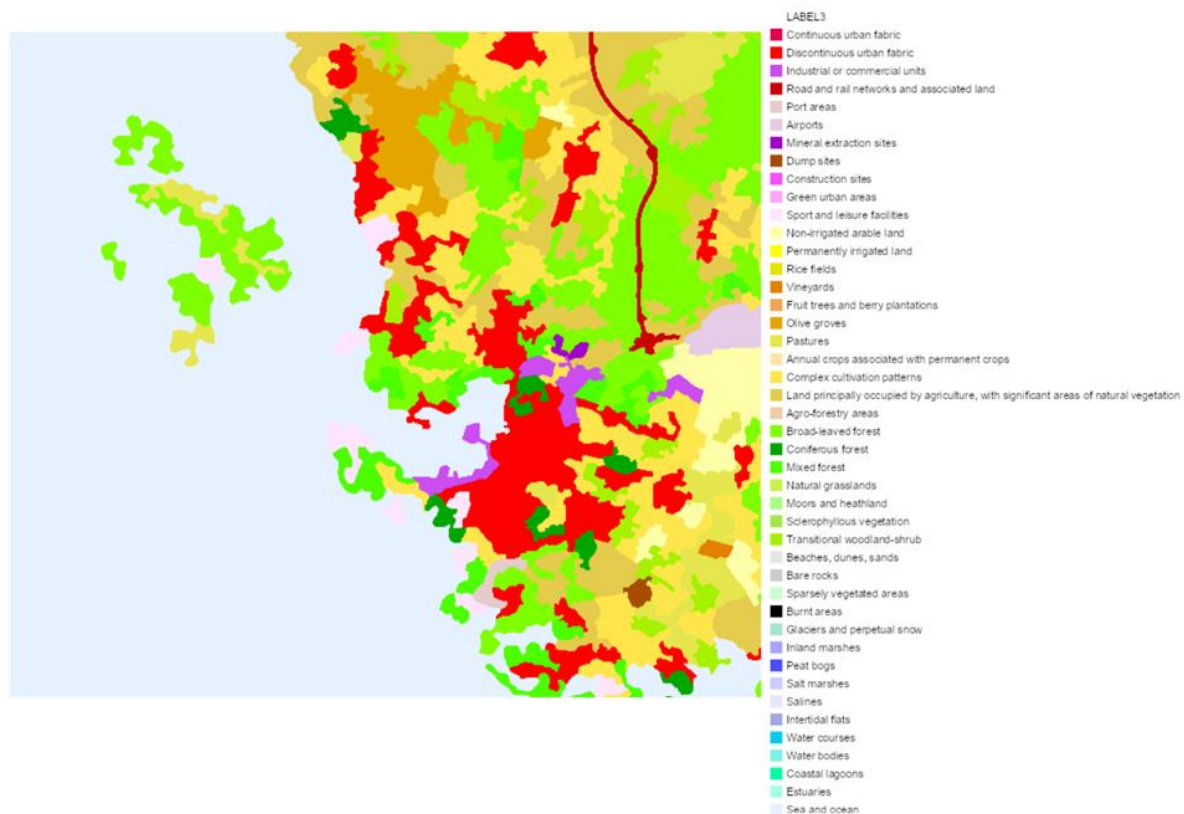 LABEL3
Continuous urban fabric
Discontinuous urban fabric
Industrial or commercial units
Road and rail networks and associated land
Port areas
Airports
Mineral extraction sites
Dump sites
Construction sites
Green urban areas
Sport and leisure facilities
Non-irrigated arable land
Permanently irrigated land
Rice fields
Vineyards
Fruit trees and berry plantations
Olive groves
Pastures
Annual crops associated with permanent crops
Complex cultivation patterns
Land principally occupied by agriculture, with significant areas of natural vegetation
Agro-forestry areas
Broad-leaved forest
Coniferous forest
Mixed forest
Natural grasslands
Moors and heathland
Sclerophyllous vegetation
Transitional woodland-shrub
Beaches, dunes, sands
Bare rocks
Sparsely vegetated areas
Burnt areas
Glaciers and perpetual snow
Inland marshes
Peat bogs
Salt marshes
Salines
Intertidal flats
Water courses
Water bodies
Coastal lagoons
Estuaries
Sea and ocean